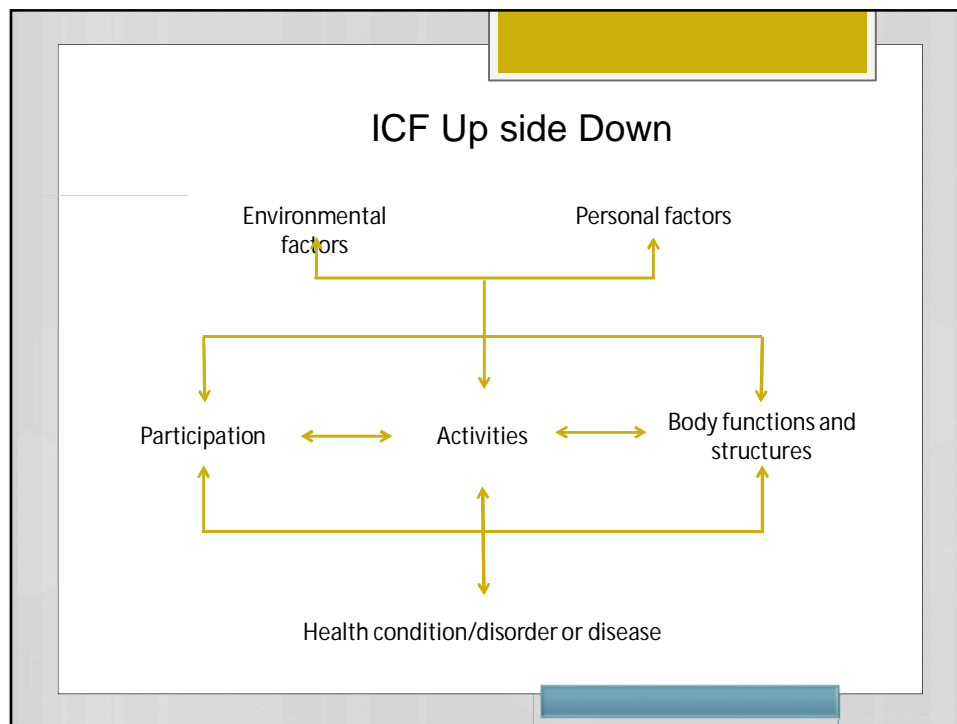 ICF Up side Down
Environmental
factors
Personal factors
Participation
Activities
Body functions and
structures
Health condition/disorder or disease